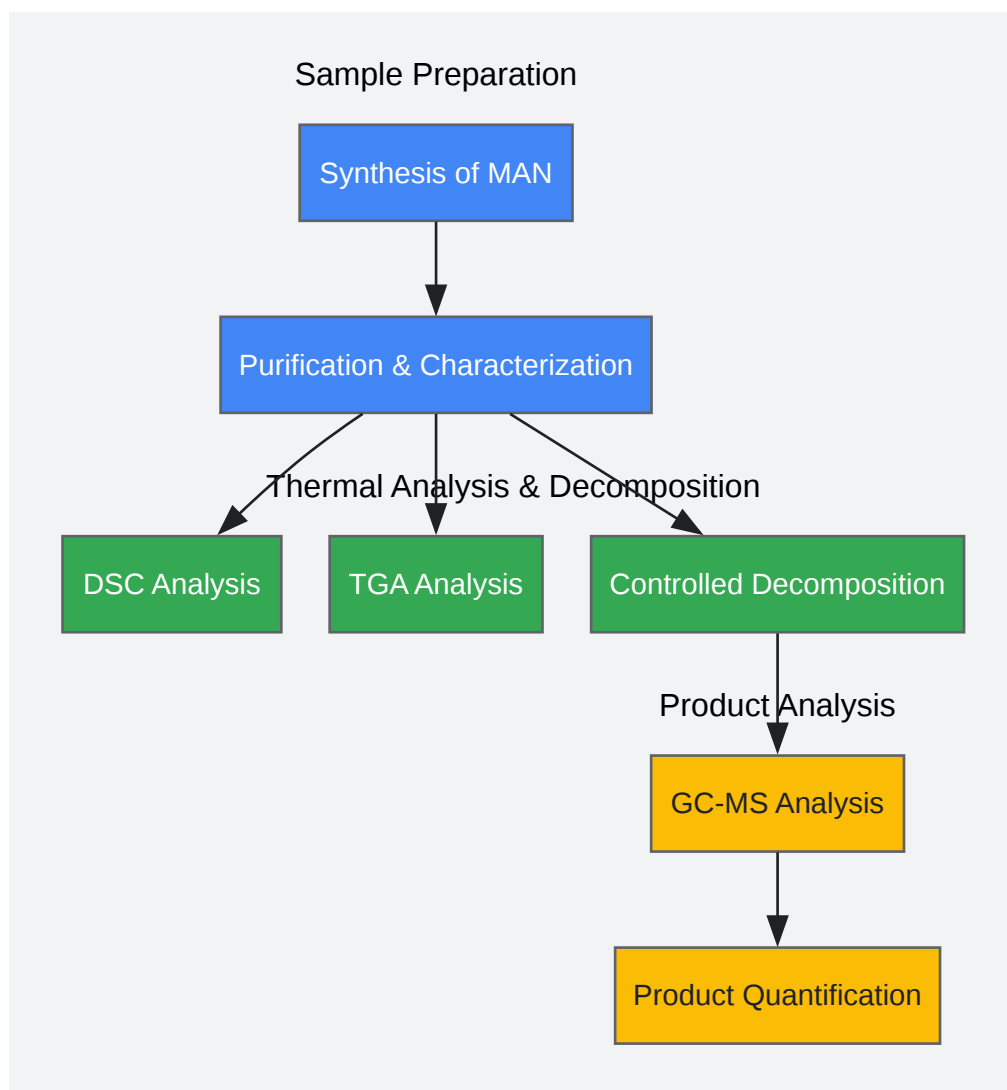 Sample Preparation
Synthesis of MAN
Purification & Characterization
Thermal Analysis & Decomposition
DSC Analysis
TGA Analysis
Controlled Decomposition
Product Analysis
GC-MS Analysis
Product Quantification